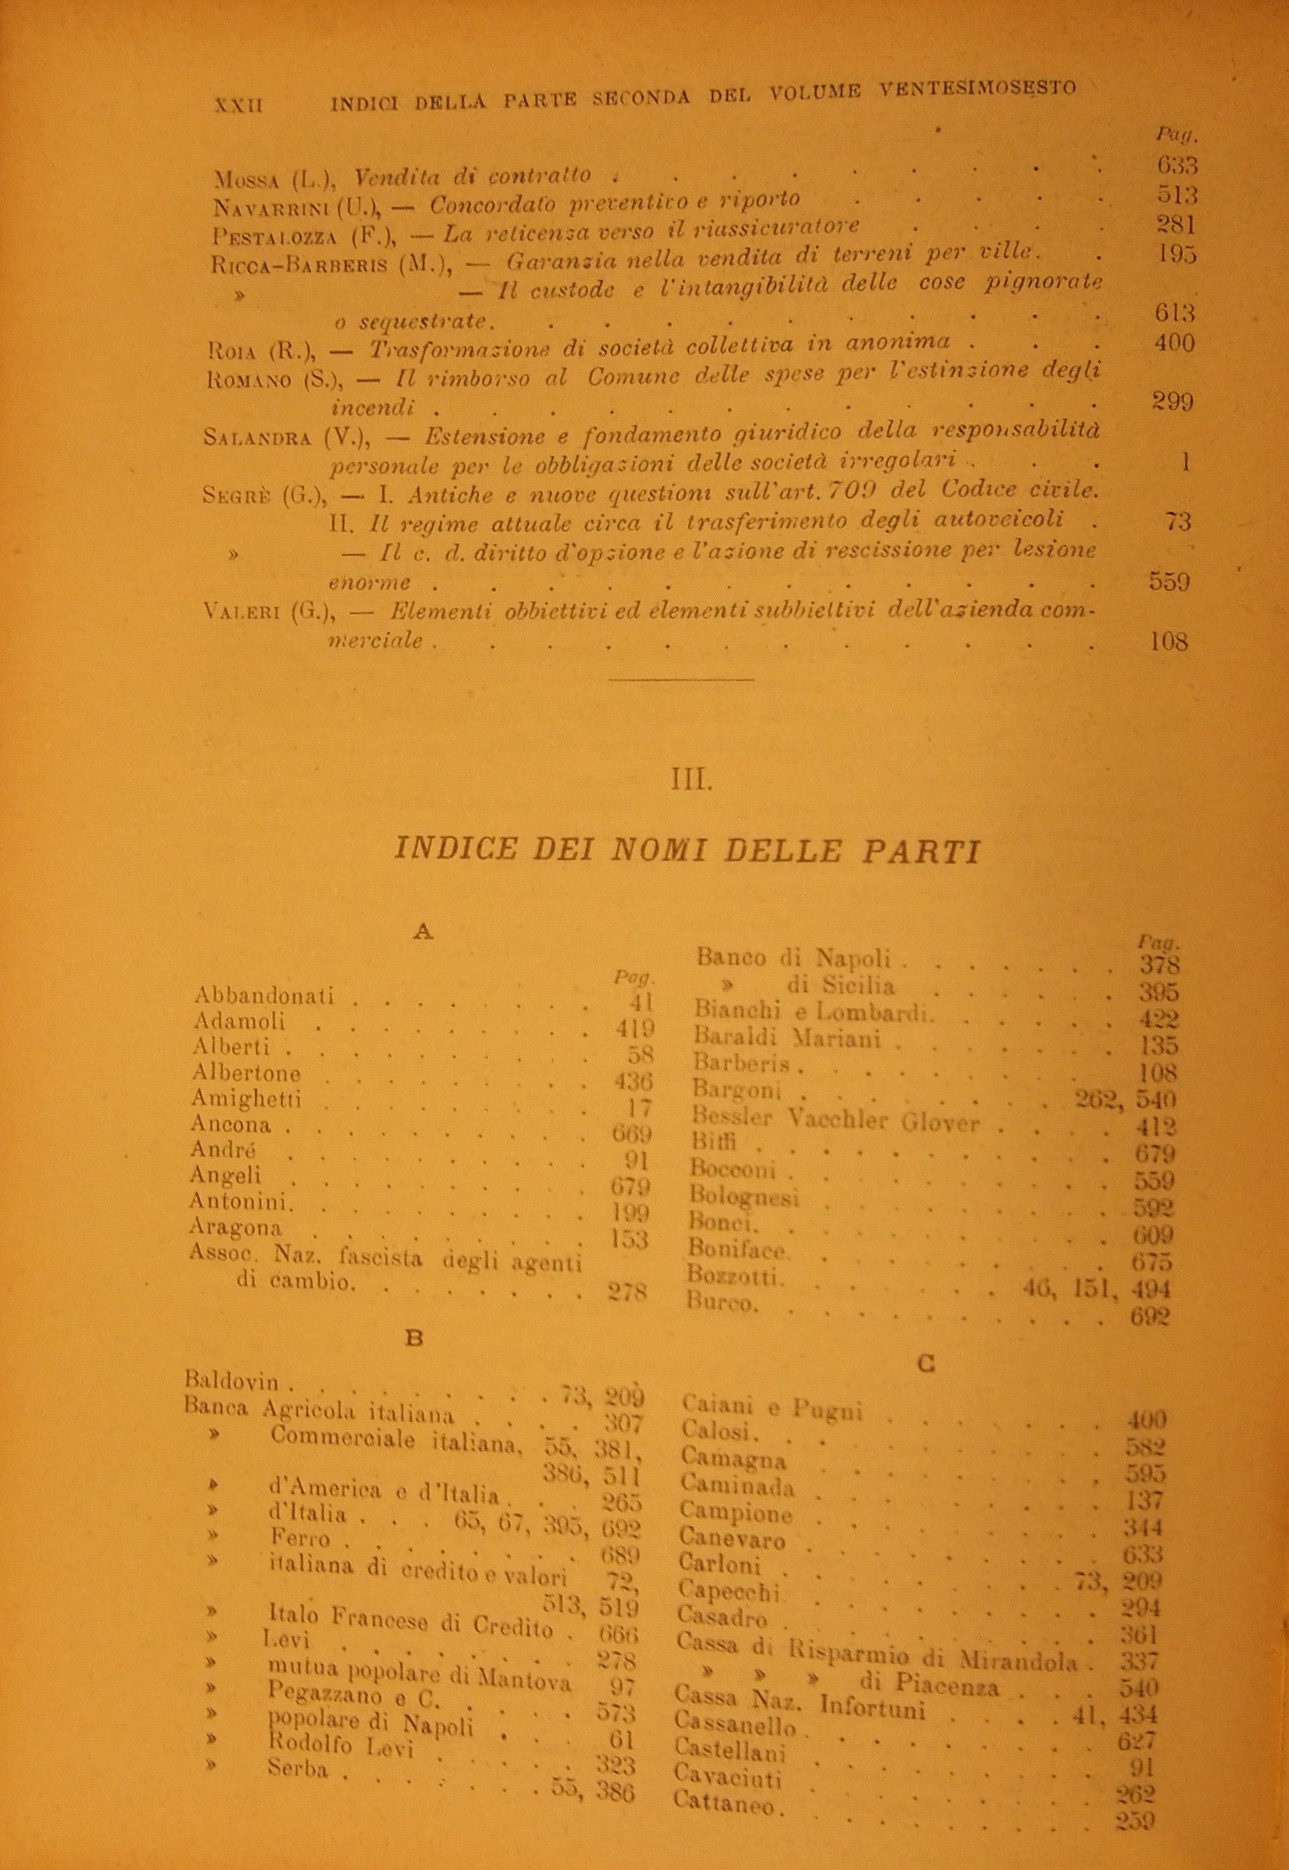 XXII INDICI DELLA PARTE SECONDA DEL VOLUME VENTESIMOSESTO
Pag.
MOSSA (L.), Vendita di contratto . . . . . . . . . 633
NAVARRINI (U.), — Concordato preventivo e riporto . . . . . 513
PESTALOZZA (F.), — La reticenza verso il riassicuratore . . . . 281
RICCA-BARBERIS (M.), — Garanzia nella vendita di terreni per ville. . 195
» — Il custode e l'intangibilità delle cose pignorate
o sequestrate. . . . . . . . . . . 613
ROIA (R.), — Trasformazione di società collettiva in anonima . . . 400
ROMANO (S.), — Il rimborso al Comune delle spese per l'estinzione degli
incendi . . . . . . . . . . . . 299
SALANDRA (V.), — Estensione e fondamento giuridico della responsabilità
personale per le obbligazioni delle società irregolari . . . 1
SEGRÈ (G.), — I. Antiche e nuove questioni sull'art. 709 del Codice civile.
II. Il regime attuale circa il trasferimento degli autoveicoli . 73
» — Il c. d. diritto d'opzione e l'azione di rescissione per lesione
enorme . . . . . . . . . . . . 559
VALERI (G.), — Elementi obbiettivi ed elementi subbiettivi dell'azienda com-
merciale . . . . . . . . . . . . 108
III.
INDICE DEI NOMI DELLE PARTI
A
Pag.
Abbandonati . . . . . . . . 41
Adamoli . . . . . . . . . 419
Alberti . . . . . . . . . . 58
Albertone . . . . . . . . . 436
Amighetti . . . . . . . . . 17
Ancona . . . . . . . . . . 669
André . . . . . . . . . . 91
Angeli . . . . . . . . . . 679
Antonini. . . . . . . . . . 199
Aragona . . . . . . . . . 153
Assoc. Naz. fascista degli agenti
di cambio. . . . . . . . 278
B
Baldovin . . . . . . . . 73, 209
Banca Agricola italiana . . . . 307
» Commerciale italiana, 55, 381,
386, 511
» d'America e d'Italia . . . 265
» d'Italia . . . 65, 67, 395, 692
» Ferro . . . . . . . . 689
» italiana di credito e valori 72,
513, 519
» Italo Francese di Credito . 666
» Levi . . . . . . . . 278
» mutua popolare di Mantova 97
» Pegazzano e C. . . . . 573
» popolare di Napoli . . . 61
» Rodolfo Levi . . . . . 323
» Serba . . . . . . . 55, 386
Pag.
Banco di Napoli . . . . . . . 378
» di Sicilia . . . . . . 395
Bianchi e Lombardi. . . . . . 422
Baraldi Mariani . . . . . . . 135
Barberis . . . . . . . . . 108
Bargoni . . . . . . . . 262, 540
Bessler Vacchler Glover . . . . 412
Biffi . . . . . . . . . . . 679
Bocconi . . . . . . . . . . 559
Bolognesi . . . . . . . . . 592
Bonci. . . . . . . . . . . 609
Boniface. . . . . . . . . . 675
Bozzotti. . . . . . . 46, 151, 494
Burco. . . . . . . . . . . 692
C
Caiani e Pugni . . . . . . . 400
Calosi. . . . . . . . . . . 582
Camagna . . . . . . . . . 595
Caminada . . . . . . . . . 137
Campione . . . . . . . . . 344
Canevaro . . . . . . . . . 633
Carloni . . . . . . . . 73, 209
Capecchi. . . . . . . . . . 294
Casadro . . . . . . . . . . 361
Cassa di Risparmio di Mirandola . 337
» » » di Piacenza . . . 540
Cassa Naz. Infortuni . . . . 41, 434
Cassanello . . . . . . . . . 627
Castellani . . . . . . . . . 91
Cavaciuti . . . . . . . . . 262
Cattaneo. . . . . . . . . . 259